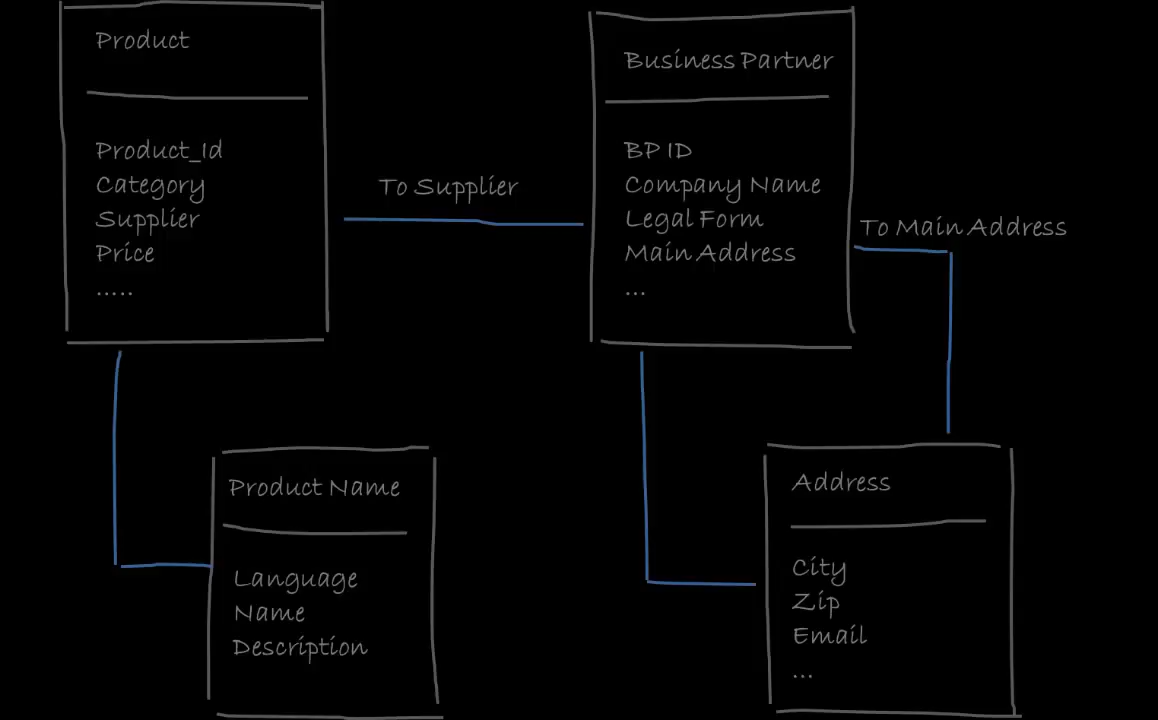 Product
Product_Id
Category
Supplier
Price
.....
To Supplier
Business Partner
BP ID
Company Name
Legal Form
Main Address
...
To Main Address
Product Name
Language
Name
Description
Address
City
Zip
Email
...